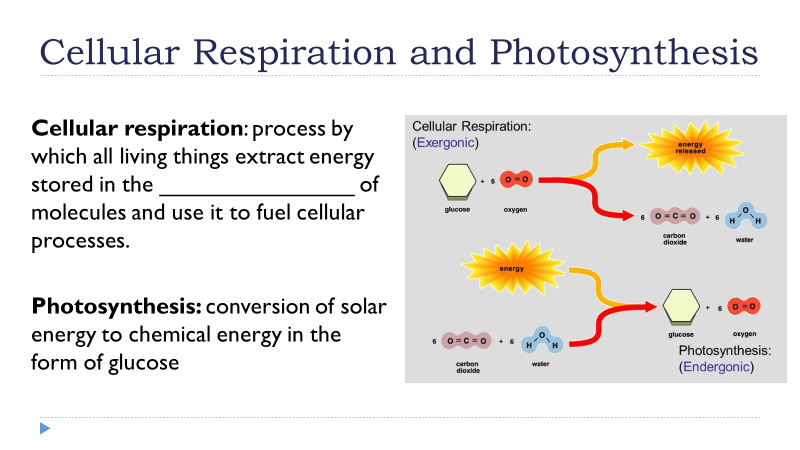 Cellular Respiration and Photosynthesis
Cellular respiration: process by
which all living things extract energy
stored in the _________________ of
molecules and use it to fuel cellular
processes.
Photosynthesis: conversion of solar
energy to chemical energy in the
form of glucose
Cellular Respiration:
(Exergonic)
energy
released
+ 6 O=O
glucose oxygen
6 O=C=O + 6 H O H
carbon
dioxide
water
energy
+ 6 O=O
glucose oxygen
6 O=C=O + 6 H O H
carbon
dioxide
water
Photosynthesis:
(Endergonic)